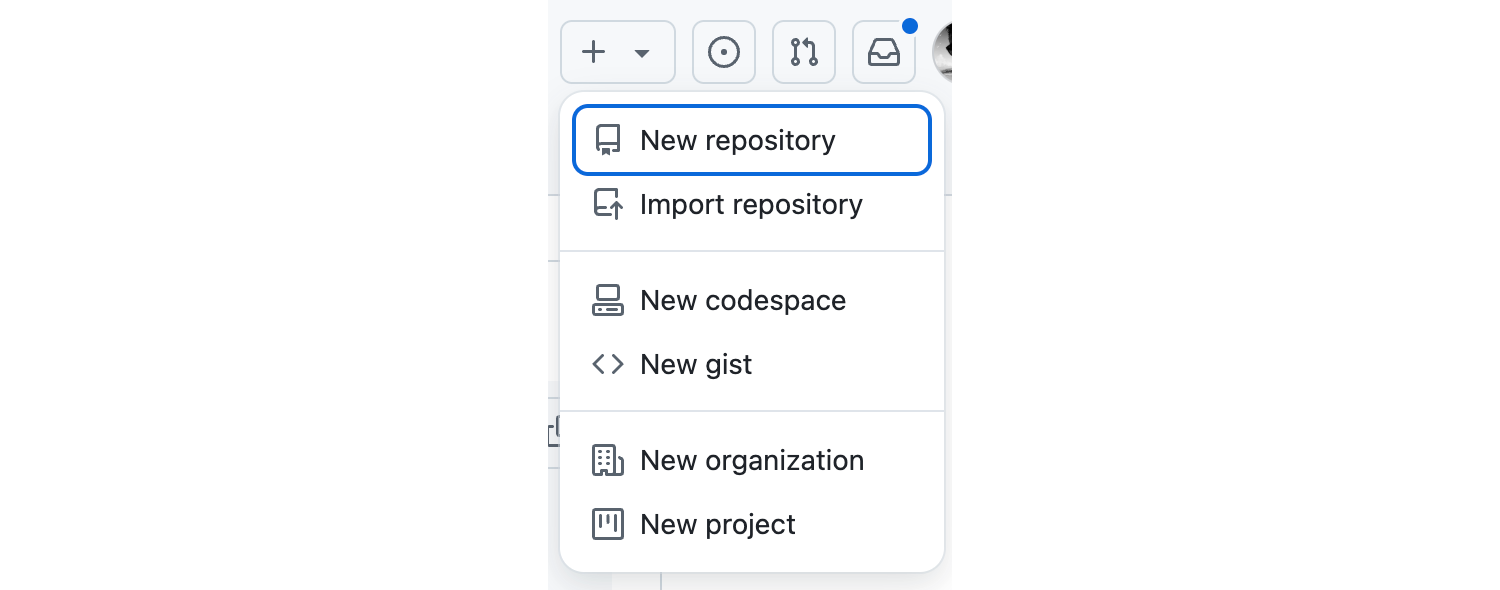 New repository
Import repository
New codespace
New gist
New organization
New project